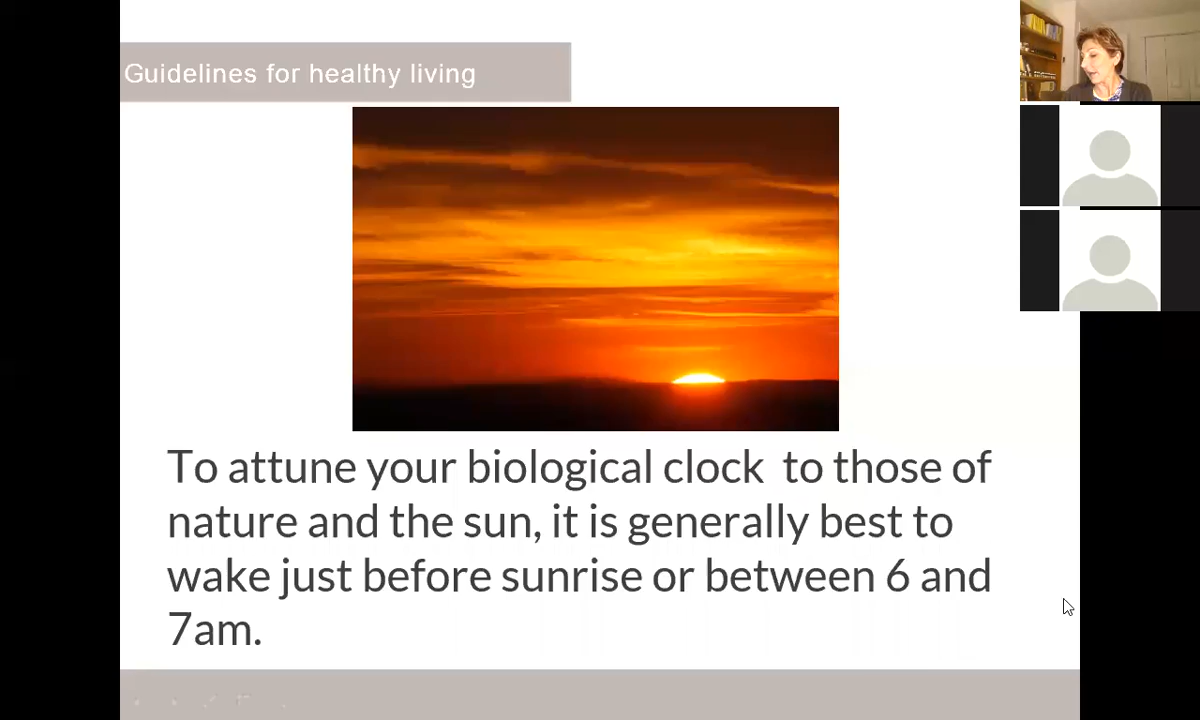 Guidelines for healthy living
To attune your biological clock  to those of
nature and the sun, it is generally best to
wake just before sunrise or between 6 and
7am.